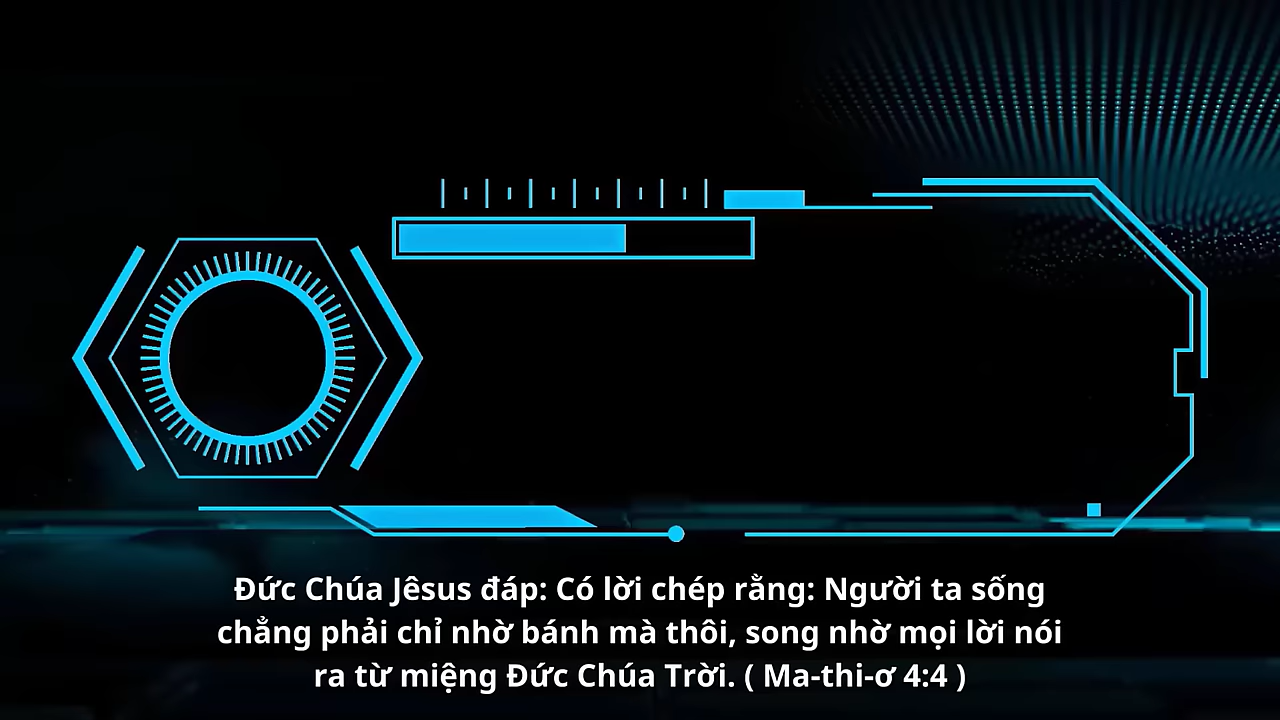 Đức Chúa Jêsus đáp: Có lời chép rằng: Người ta sống
chẳng phải chỉ nhờ bánh mà thôi, song nhờ mọi lời nói
ra từ miệng Đức Chúa Trời. ( Ma-thi-ơ 4:4 )